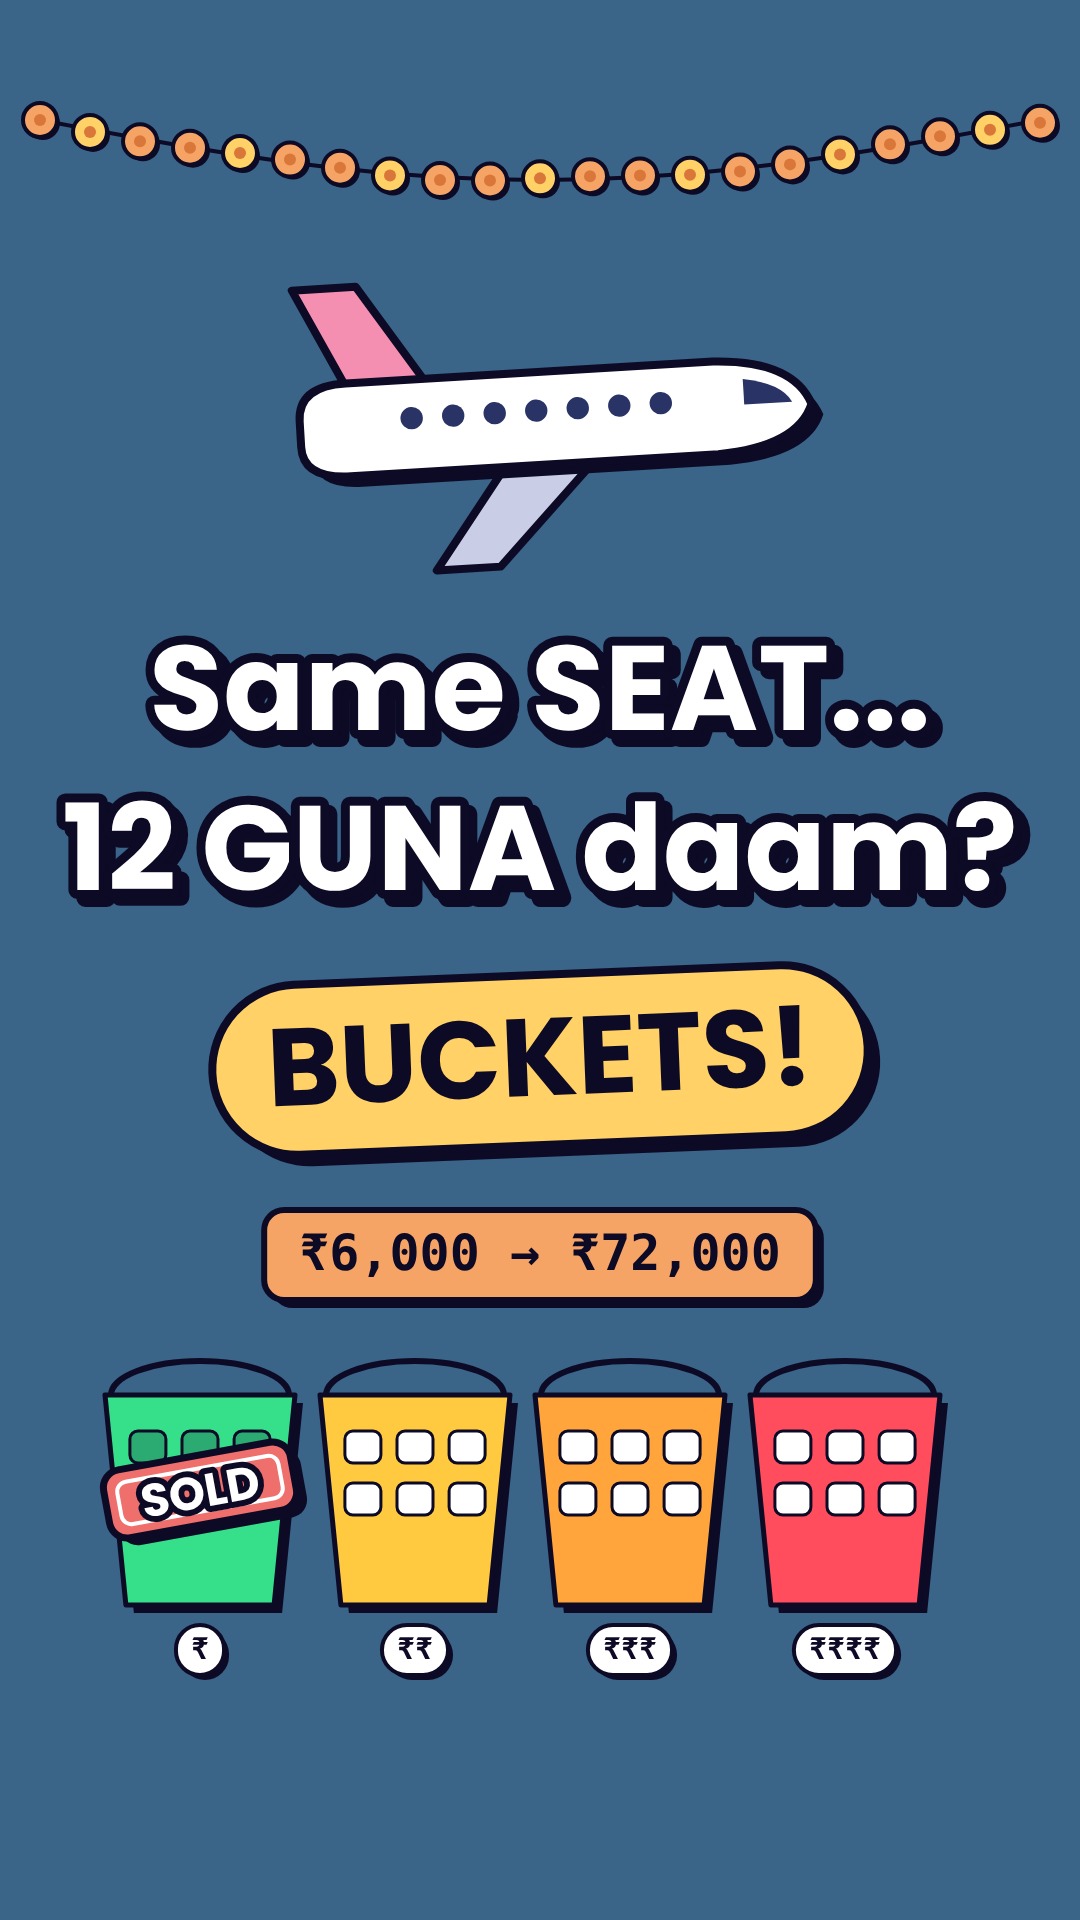 Same SEAT...
12 GUNA daam?
BUCKETS!
₹6,000 → ₹72,000
SOLD
₹ ₹₹ ₹₹₹ ₹₹₹₹